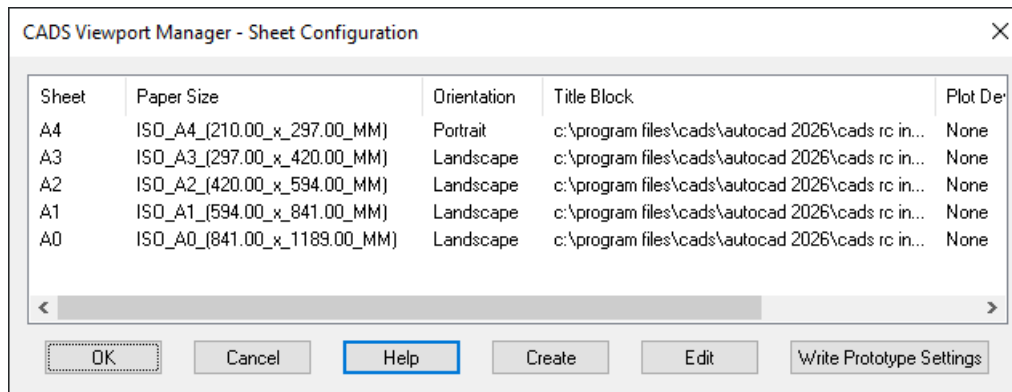 CADS Viewport Manager - Sheet Configuration
Sheet Paper Size Orientation Title Block Plot De
A4 ISO_A4_(210.00_x_297.00_MM) Portrait c:\program files\cads\autocad 2026\cads rc in... None
A3 ISO_A3_(297.00_x_420.00_MM) Landscape c:\program files\cads\autocad 2026\cads rc in... None
A2 ISO_A2_(420.00_x_594.00_MM) Landscape c:\program files\cads\autocad 2026\cads rc in... None
A1 ISO_A1_(594.00_x_841.00_MM) Landscape c:\program files\cads\autocad 2026\cads rc in... None
A0 ISO_A0_(841.00_x_1189.00_MM) Landscape c:\program files\cads\autocad 2026\cads rc in... None
OK Cancel Help Create Edit Write Prototype Settings